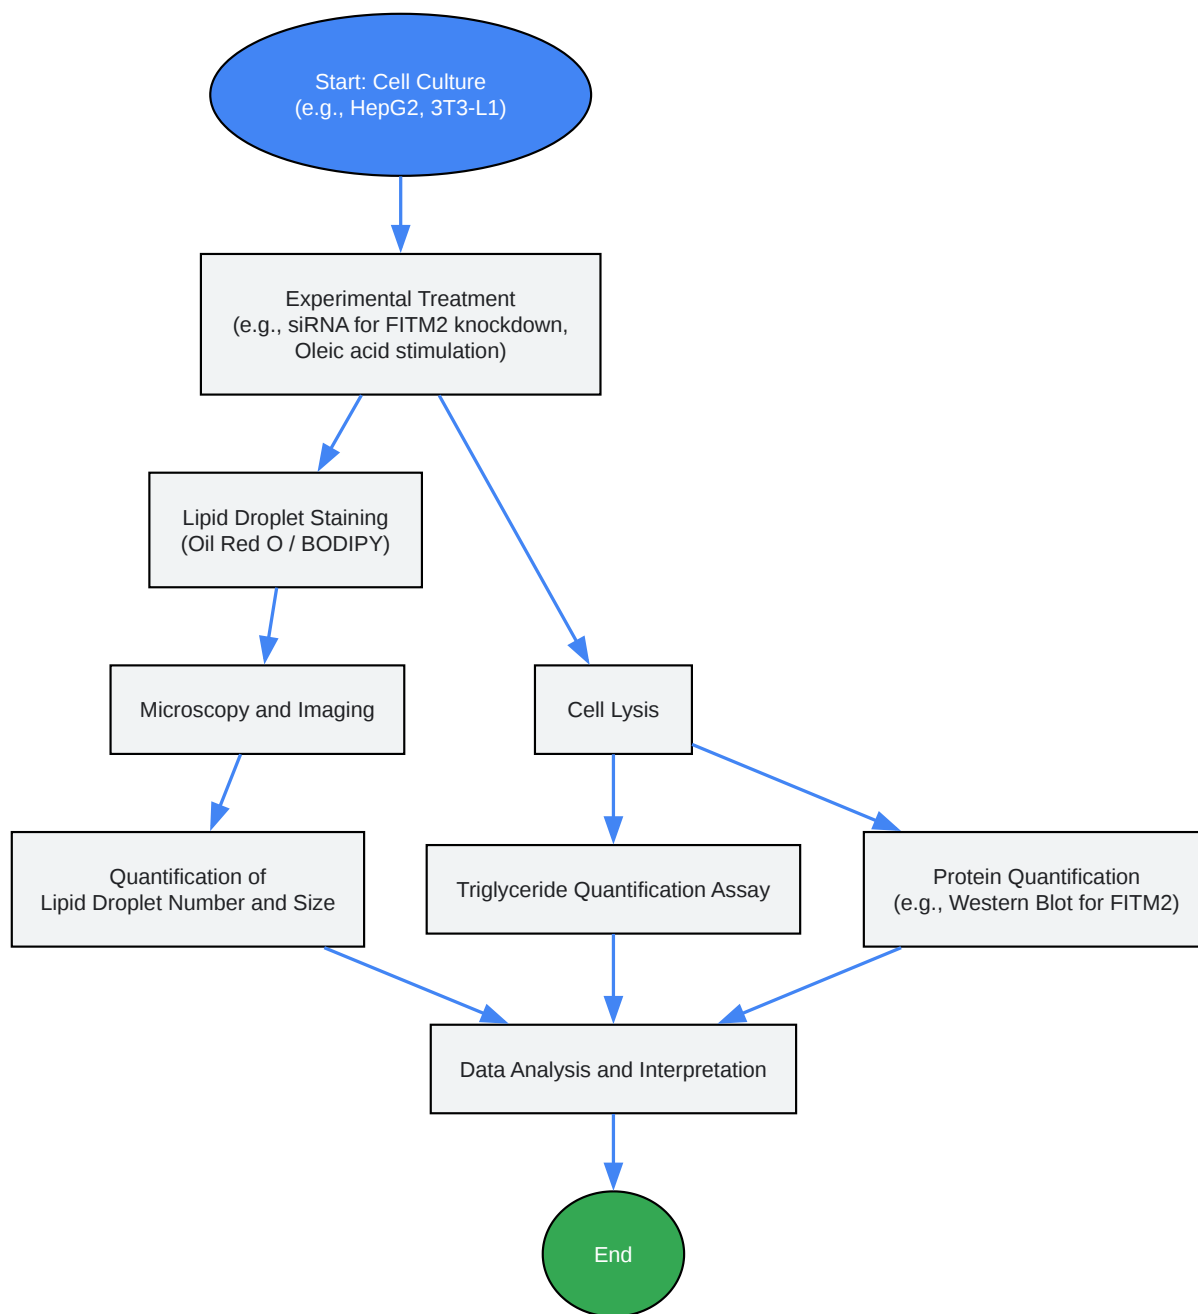 Start: Cell Culture
(e.g., HepG2, 3T3-L1)
Experimental Treatment
(e.g., siRNA for FITM2 knockdown,
Oleic acid stimulation)
Lipid Droplet Staining
(Oil Red O / BODIPY)
Microscopy and Imaging
Cell Lysis
Quantification of
Lipid Droplet Number and Size
Triglyceride Quantification Assay
Protein Quantification
(e.g., Western Blot for FITM2)
Data Analysis and Interpretation
End